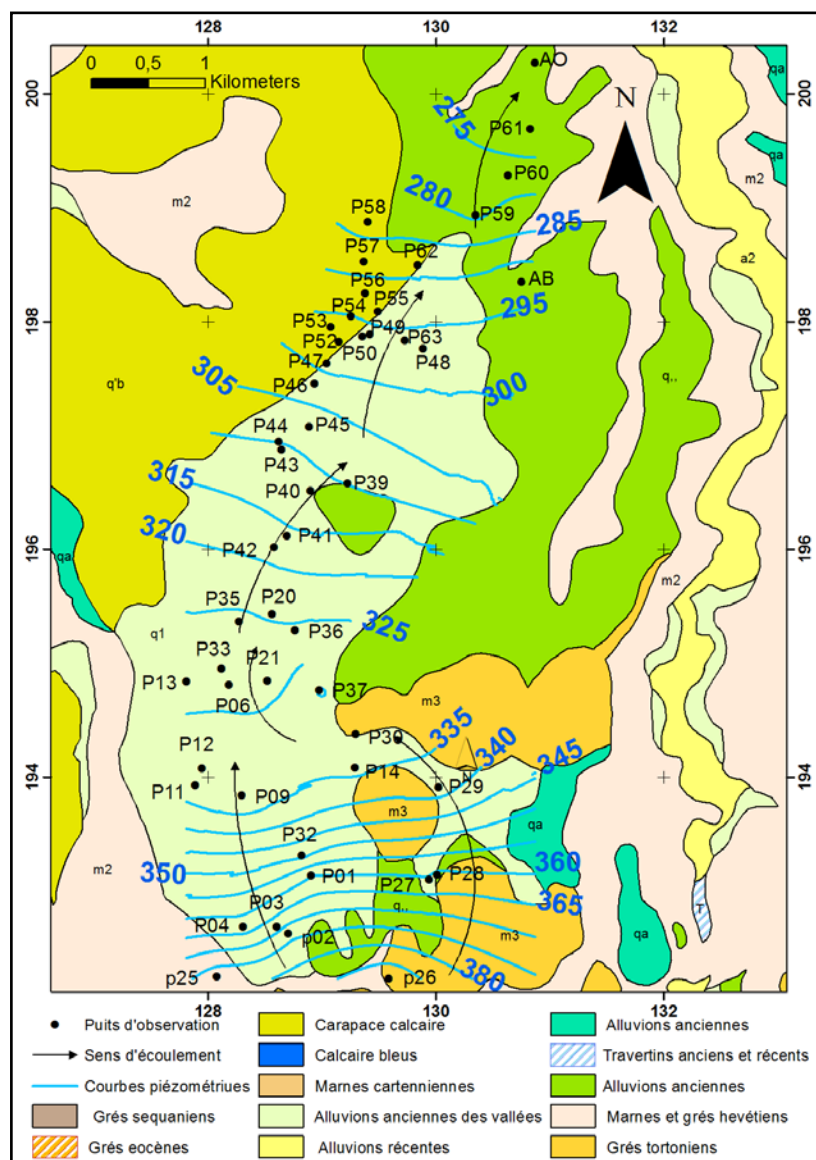 128 130 132
0 0,5 1
Kilometers
N
200
198
196
194
200
198
196
194
AO
qa
275
P61
qa
m2
m2
P60
280
P59
285
P58
P57
P62
a2
P56
AB
P55
P54
295
P53
P49
P52
P63
P50
P48
P47
305
P46
300
q'b
q,,
P44
P45
P43
315
P39
P40
320
P41
P42
qa
m2
P35
P20
325
q1
P36
P33
P21
P13
P37
P06
m3
335
P30
340
P12
345
P14
N
P11
P29
P09
m3
qa
m2
P32
350
P01
360
P28
P27
365
P03
q,,
T
P04
p02
m3
qa
p25
p26
380
128 130 132
Puits d'observation
Carapace calcaire
Alluvions anciennes
Sens d'écoulement
Calcaire bleus
Travertins anciens et récents
Courbes piézométriues
Marnes cartenniennes
Alluvions anciennes
Grés sequaniens
Alluvions anciennes des vallées
Marnes et grés hevétiens
Grés eocènes
Alluvions récentes
Grés tortoniens